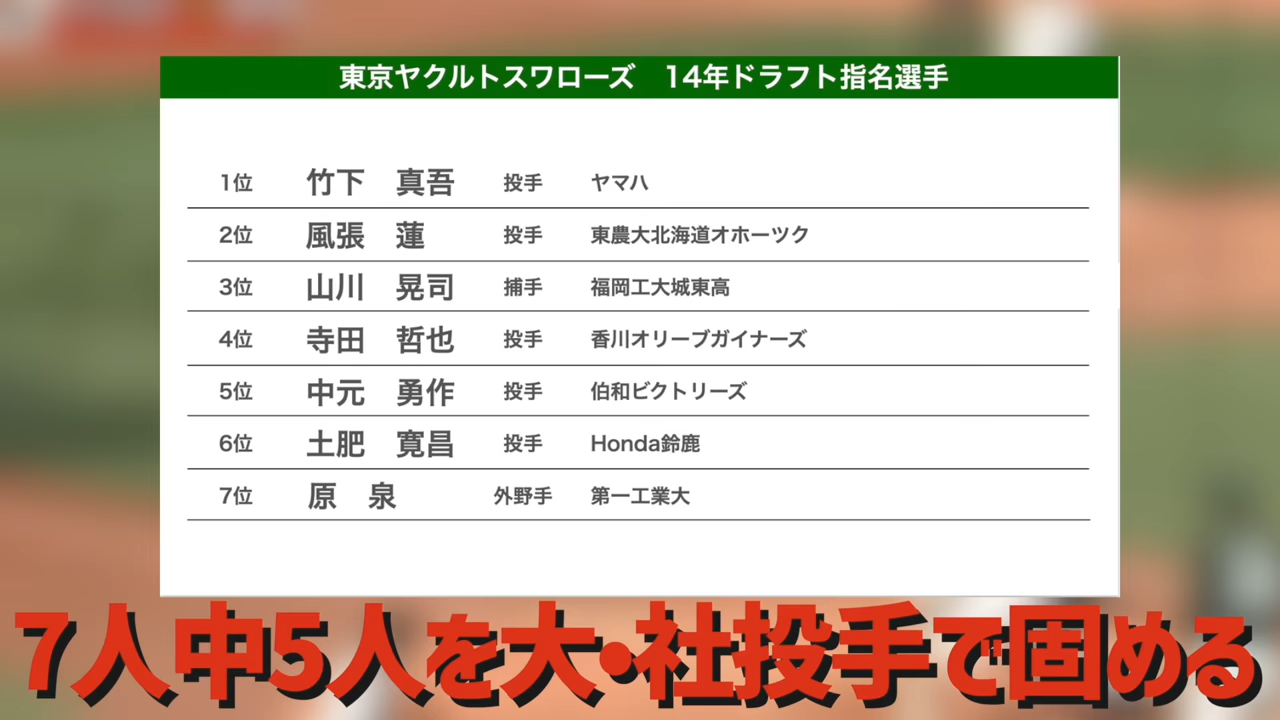 東京ヤクルトスワローズ　14年ドラフト指名選手
1位 竹下　真吾 投手 ヤマハ
2位 風張　蓮 投手 東農大北海道オホーツク
3位 山川　晃司 捕手 福岡工大城東高
4位 寺田　哲也 投手 香川オリーブガイナーズ
5位 中元　勇作 投手 伯和ビクトリーズ
6位 土肥　寛昌 投手 Honda鈴鹿
7位 原　泉 外野手 第一工業大
7人中5人を大・社投手で固める